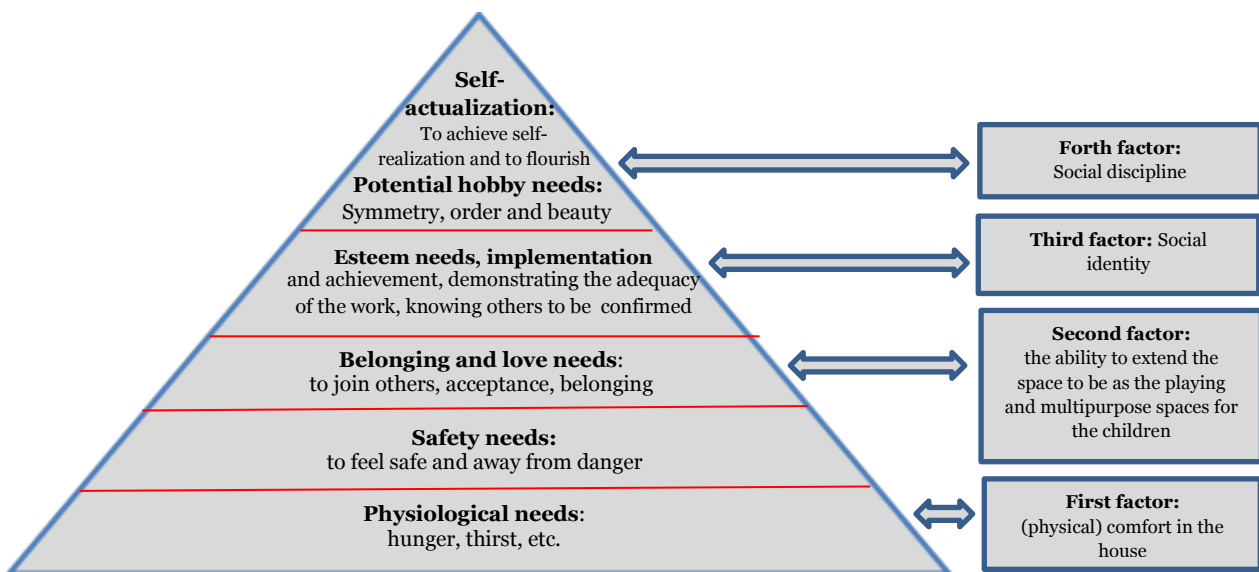 Self-
actualization:
To achieve self-
realization and to flourish
Potential hobby needs:
Symmetry, order and beauty
Esteem needs, implementation
and achievement, demonstrating the adequacy
of the work, knowing others to be confirmed
Belonging and love needs:
to join others, acceptance, belonging
Safety needs:
to feel safe and away from danger
Physiological needs:
hunger, thirst, etc.
Forth factor:
Social discipline
Third factor: Social
identity
Second factor:
the ability to extend the
space to be as the playing
and multipurpose spaces for
the children
First factor:
(physical) comfort in the
house